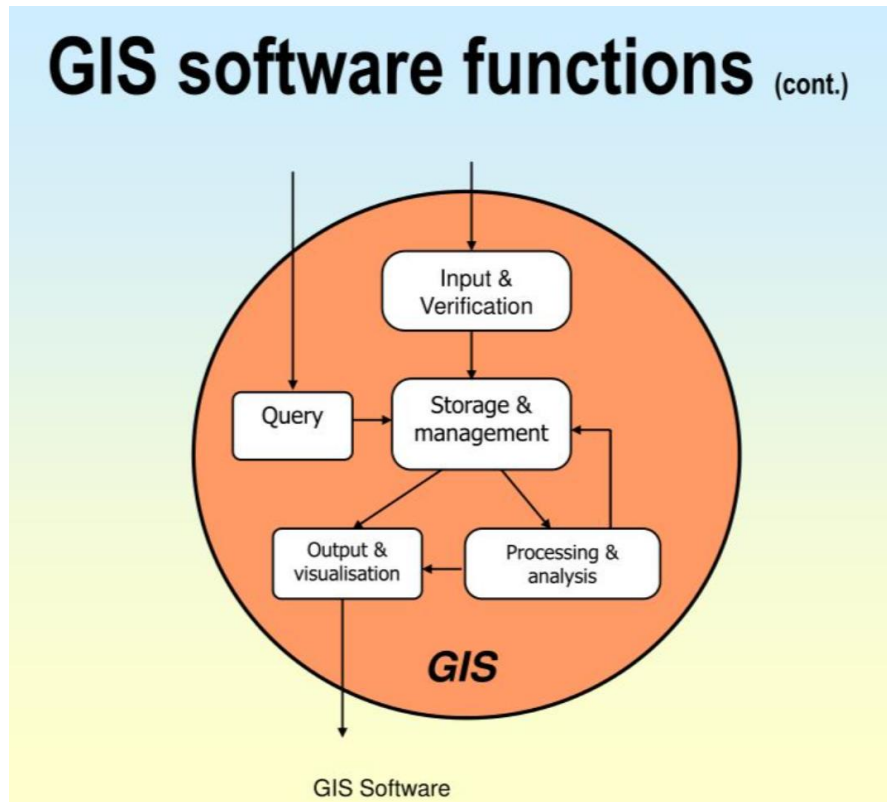 GIS software functions (cont.)
Input &
Verification
Query
Storage &
management
Output &
visualisation
Processing &
analysis
GIS
GIS Software